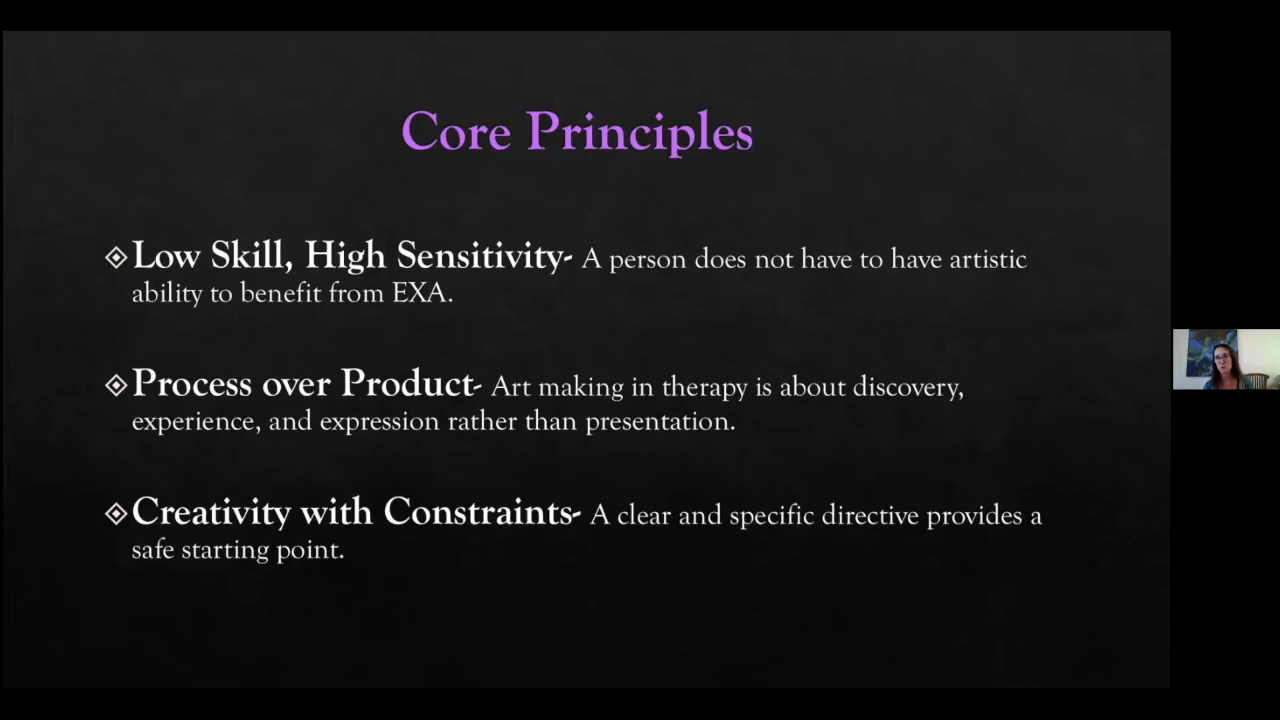 Core Principles
Low Skill, High Sensitivity- A person does not have to have artistic
ability to benefit from EXA.
Process over Product- Art making in therapy is about discovery,
experience, and expression rather than presentation.
Creativity with Constraints- A clear and specific directive provides a
safe starting point.